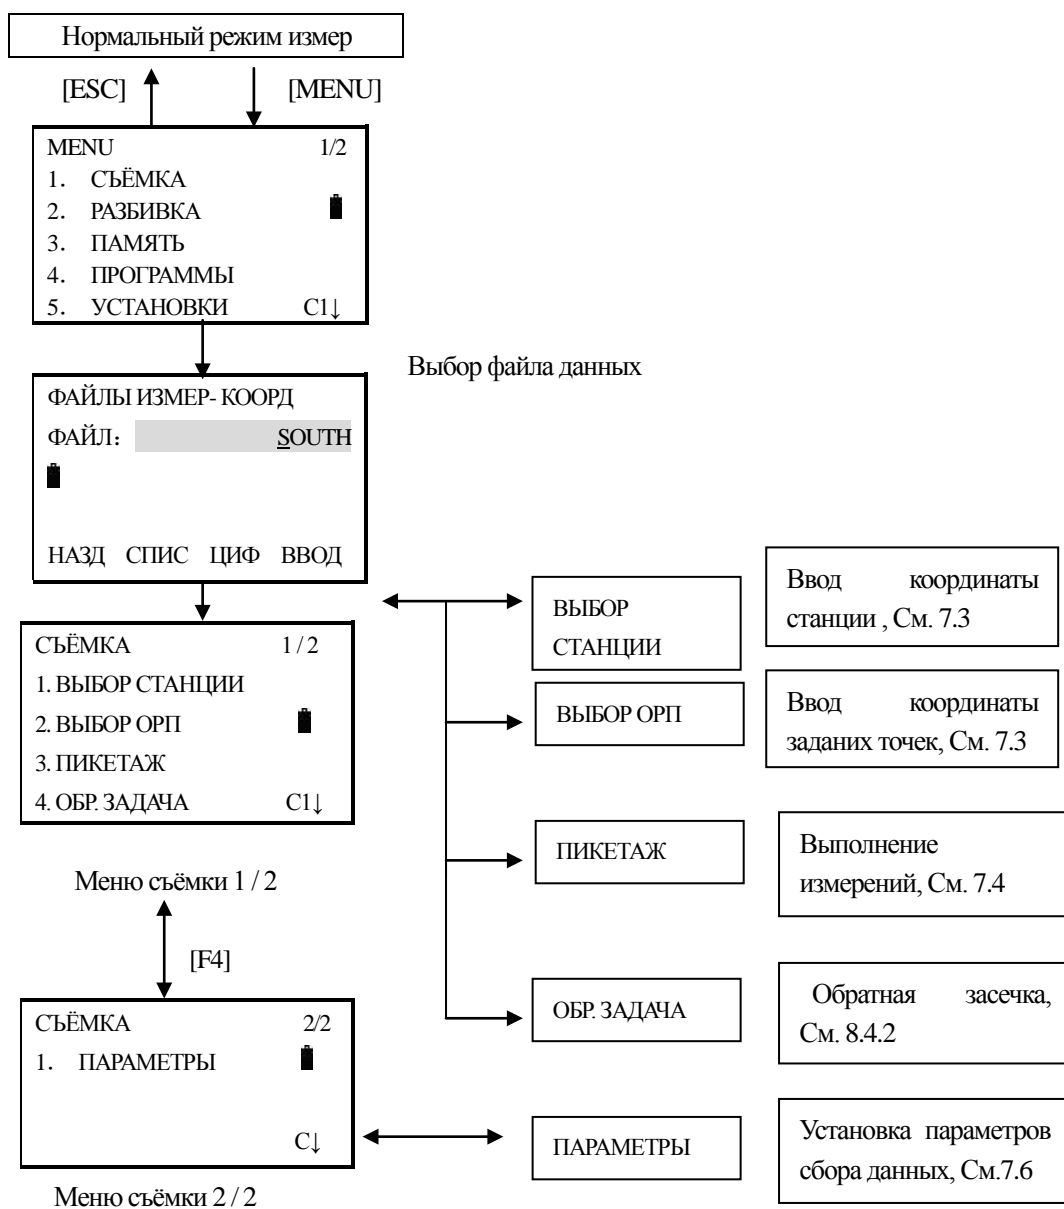 Нормальный режим измер
[ESC] [MENU]
MENU 1/2
1. СЪЁМКА
2. РАЗБИВКА
3. ПАМЯТЬ
4. ПРОГРАММЫ
5. УСТАНОВКИ C1↓
Выбор файла данных
ФАЙЛЫ ИЗМЕР- КООРД
ФАЙЛ: SOUTH
НАЗД СПИС ЦИФ ВВОД
СЪЁМКА 1 / 2
1. ВЫБОР СТАНЦИИ
2. ВЫБОР ОРП
3. ПИКЕТАЖ
4. ОБР. ЗАДАЧА C1↓
Меню съёмки 1 / 2
[F4]
СЪЁМКА 2/2
1. ПАРАМЕТРЫ
C↓
Меню съёмки 2 / 2
ВЫБОР
СТАНЦИИ
Ввод координаты
станции , См. 7.3
ВЫБОР ОРП
Ввод координаты
заданих точек, См. 7.3
ПИКЕТАЖ
Выполнение
измерений, См. 7.4
ОБР. ЗАДАЧА
Обратная засечка,
См. 8.4.2
ПАРАМЕТРЫ
Установка параметров
сбора данных, См.7.6